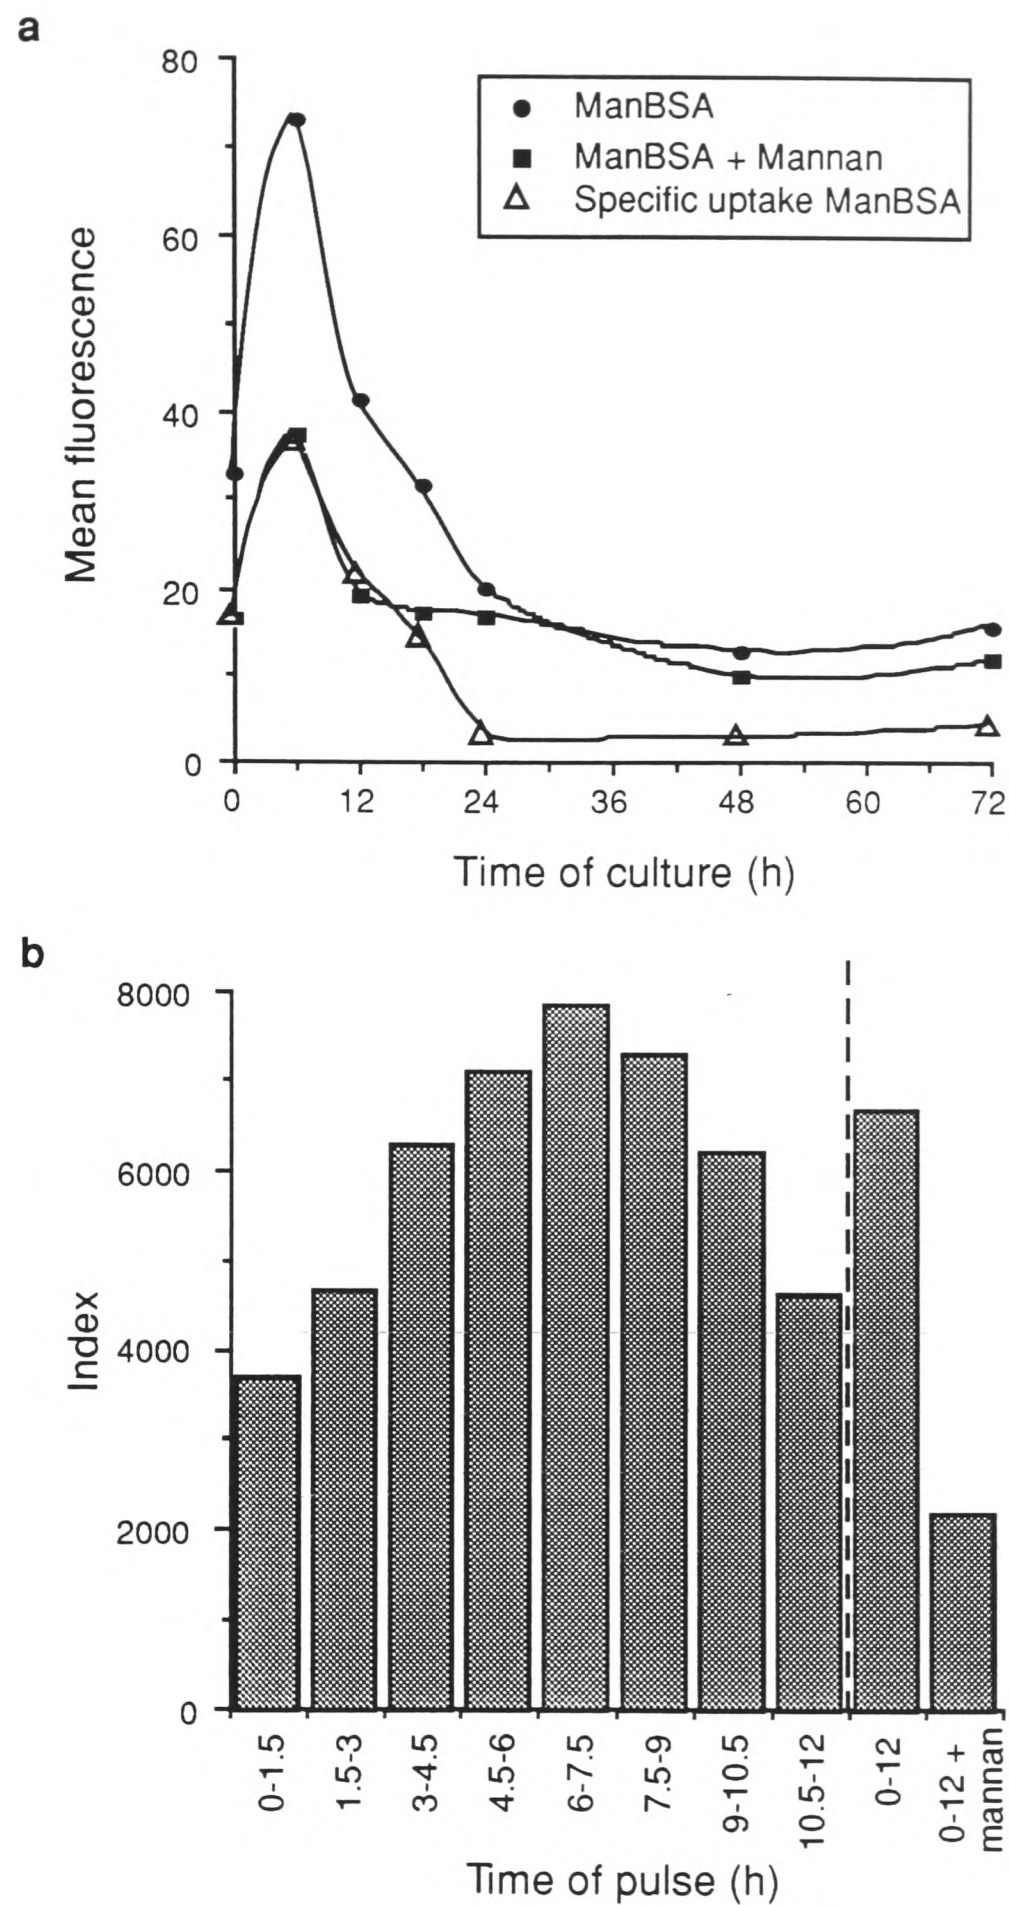 a
80
60
40
20
0
Mean fluorescence
ManBSA
ManBSA + Mannan
Specific uptake ManBSA
0 12 24 36 48 60 72
Time of culture (h)
b
8000
6000
4000
2000
0
Index
0-1.5
1.5-3
3-4.5
4.5-6
6-7.5
7.5-9
9-10.5
10.5-12
0-12
0-12 +
mannan
Time of pulse (h)